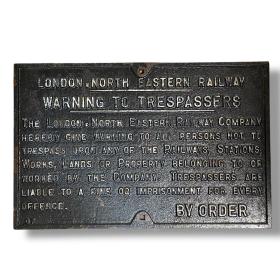 LONDON & NORTH EASTERN RAILWAY
WARNING TO TRESPASSERS
THE LONDON & NORTH EASTERN RAILWAY COMPANY
HEREBY GIVE WARNING TO ALL PERSONS NOT TO
TRESPASS UPON ANY OF THE RAILWAYS, STATIONS,
WORKS, LANDS OR PROPERTY BELONGING TO OR
WORKED BY THE COMPANY. TRESPASSERS ARE
LIABLE TO A FINE OR IMPRISONMENT FOR EVERY
OFFENCE.
BY ORDER